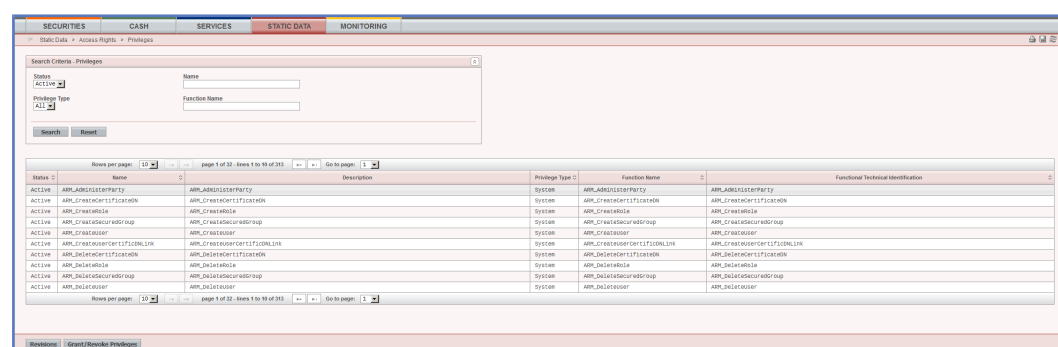 SECURITIES CASH SERVICES STATIC DATA MONITORING
Static Data Access Rights Privileges
Search Criteria - Privileges
Status Name
Active
Privilege Type Function Name
All
Search Reset
Rows per page: 10 page 1 of 32 - lines 1 to 10 of 313 Go to page: 1
Status Name Description Privilege Type Function Name Functional Technical Identification
Active ARM_AdministerParty ARM_AdministerParty System ARM_AdministerParty ARM_AdministerParty
Active ARM_CreateCertificateDN ARM_CreateCertificateDN System ARM_CreateCertificateDN ARM_CreateCertificateDN
Active ARM_CreateRole ARM_CreateRole System ARM_CreateRole ARM_CreateRole
Active ARM_CreateSecuredGroup ARM_CreateSecuredGroup System ARM_CreateSecuredGroup ARM_CreateSecuredGroup
Active ARM_CreateUser ARM_CreateUser System ARM_CreateUser ARM_CreateUser
Active ARM_CreateUserCertificDNLink ARM_CreateUserCertificDNLink System ARM_CreateUserCertificDNLink ARM_CreateUserCertificDNLink
Active ARM_DeleteCertificateDN ARM_DeleteCertificateDN System ARM_DeleteCertificateDN ARM_DeleteCertificateDN
Active ARM_DeleteRole ARM_DeleteRole System ARM_DeleteRole ARM_DeleteRole
Active ARM_DeleteSecuredGroup ARM_DeleteSecuredGroup System ARM_DeleteSecuredGroup ARM_DeleteSecuredGroup
Active ARM_DeleteUser ARM_DeleteUser System ARM_DeleteUser ARM_DeleteUser
Rows per page: 10 page 1 of 32 - lines 1 to 10 of 313 Go to page: 1
Revisions Grant/Revoke Privileges